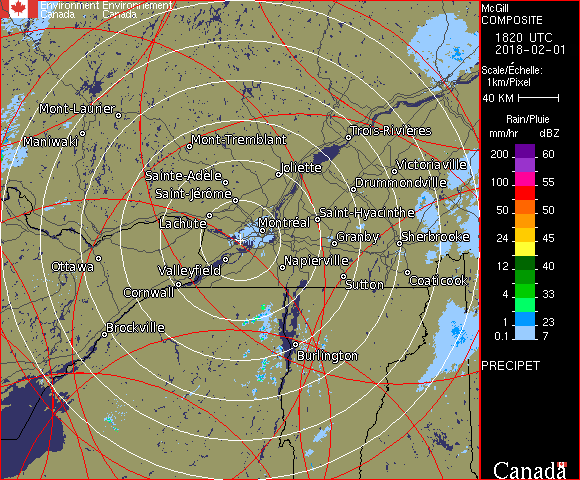 Environment Environnement
Canada Canada
McGill
COMPOSITE
1820 UTC
2018-02-01
Scale/Échelle:
1km/Pixel
40 KM
Rain/Pluie
mm/hr dBZ
200 60
100 55
50 50
24 45
12 40
4 33
1 23
0.1 7
PRECIPET
Canada
Mont-Laurier
Maniwaki
Mont-Tremblant
Trois-Rivières
Joliette
Victoriaville
Sainte-Adèle
Drummondville
Saint-Jérôme
Lachute
Montréal
Saint-Hyacinthe
Granby
Sherbrooke
Ottawa
Valleyfield
Napierville
Cornwall
Sutton
Coaticook
Brockville
Burlington